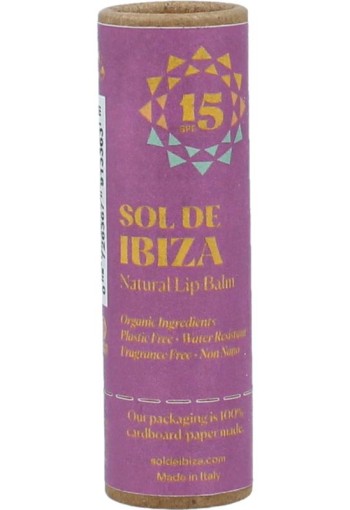 15
SPF
SOL DE
IBIZA
Natural Lip Balm
Organic Ingredients
Plastic Free • Water Resistant
Fragrance Free • Non Nano
Our packaging is 100%
cardboard/paper made.
soldeibiza.com
Made in Italy